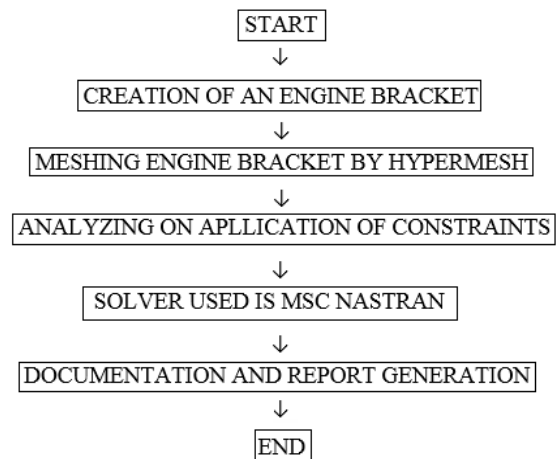 START
CREATION OF AN ENGINE BRACKET
MESHING ENGINE BRACKET BY HYPERMESH
ANALYZING ON APLLICATION OF CONSTRAINTS
SOLVER USED IS MSC NASTRAN
DOCUMENTATION AND REPORT GENERATION
END